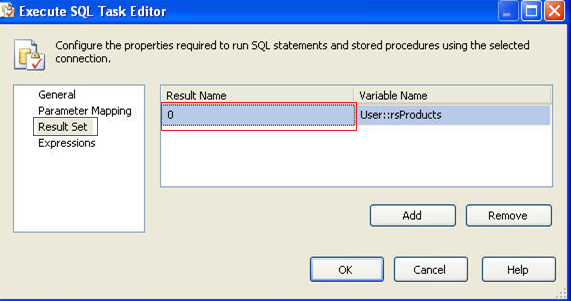 Execute SQL Task Editor
Configure the properties required to run SQL statements and stored procedures using the selected
connection.
General
Parameter Mapping
Result Set
Expressions
Result Name Variable Name
0 User::rsProducts
Add Remove
OK Cancel Help